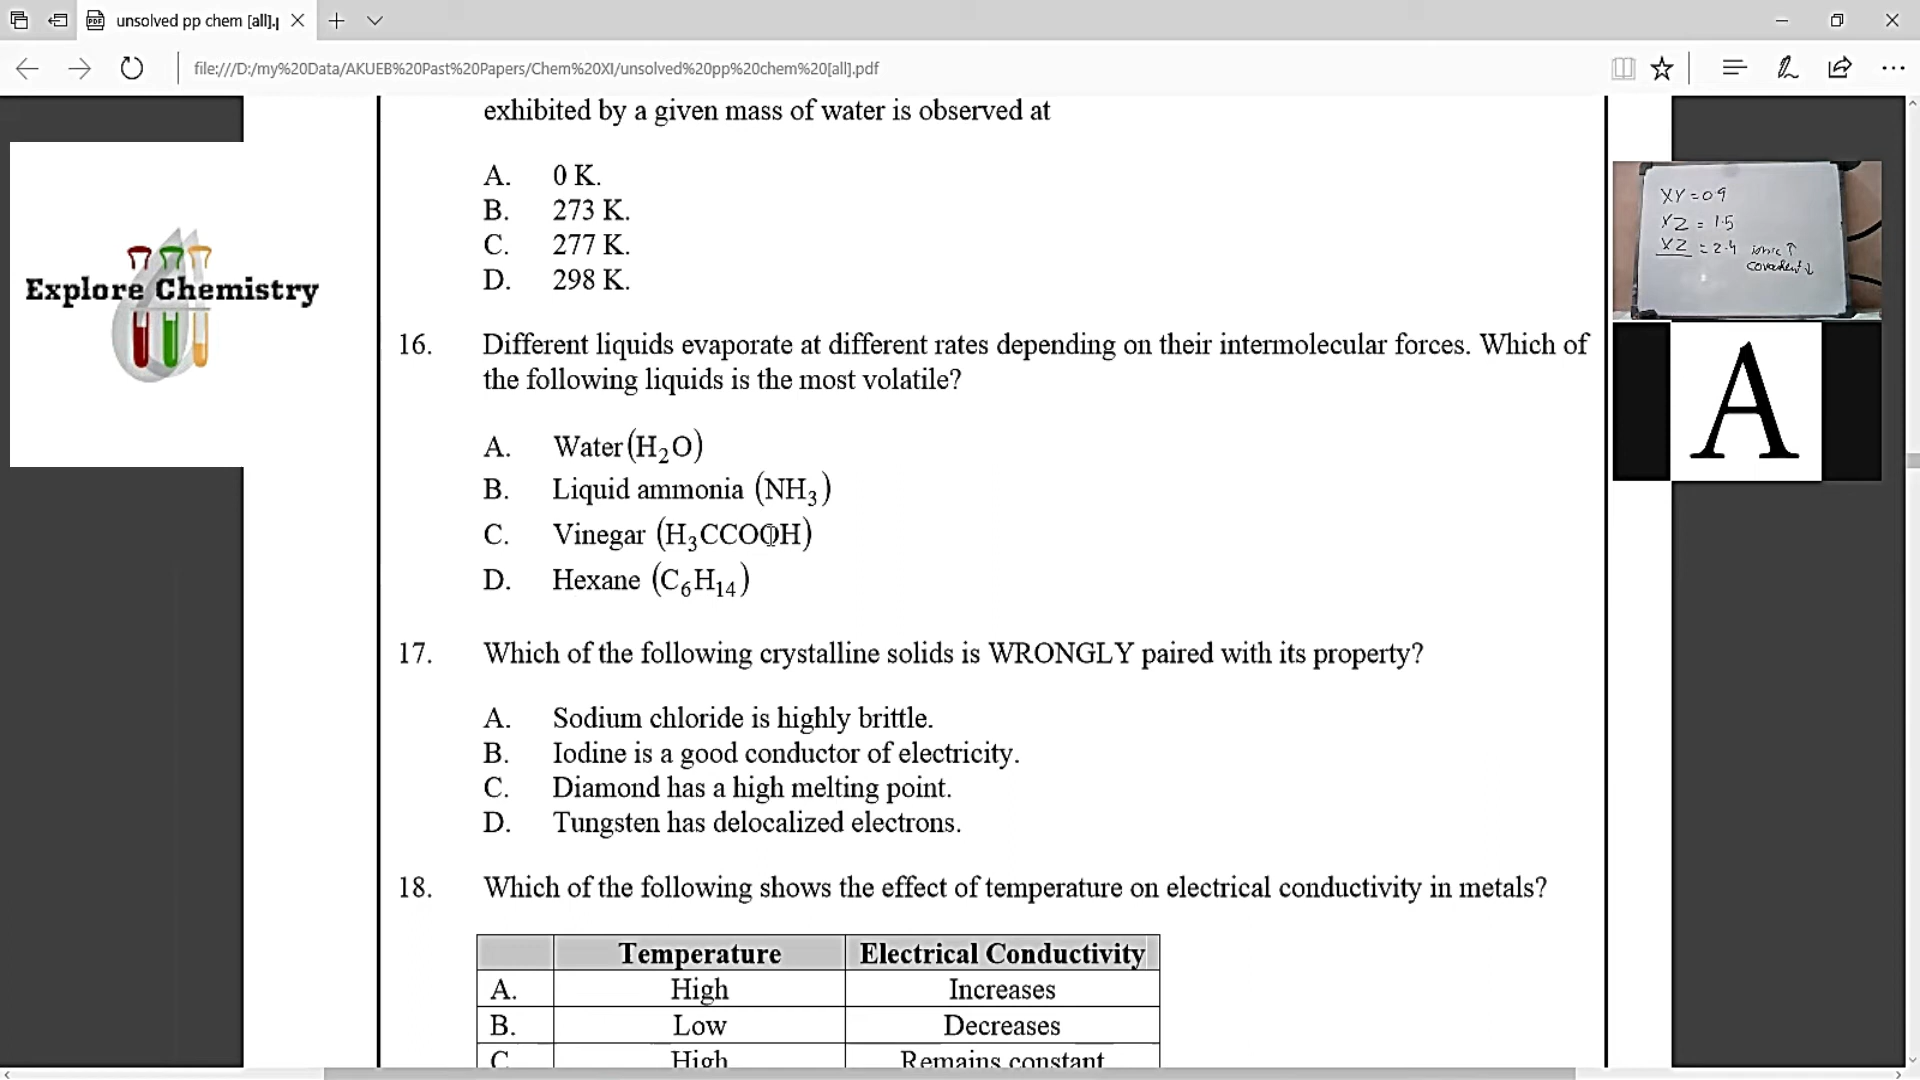 unsolved pp chem [all].p
file:///D:/my%20Data/AKUEB%20Past%20Papers/Chem%20XI/unsolved%20pp%20chem%20[all].pdf
exhibited by a given mass of water is observed at
A. 0 K.
B. 273 K.
C. 277 K.
D. 298 K.
Explore Chemistry
XY = 0.9
YZ = 1.5
XZ = 2.4 ionic ↑
covalent ↓
A
16. Different liquids evaporate at different rates depending on their intermolecular forces. Which of
the following liquids is the most volatile?
A. Water (H₂O)
B. Liquid ammonia (NH₃)
C. Vinegar (H₃CCOOH)
D. Hexane (C₆H₁₄)
17. Which of the following crystalline solids is WRONGLY paired with its property?
A. Sodium chloride is highly brittle.
B. Iodine is a good conductor of electricity.
C. Diamond has a high melting point.
D. Tungsten has delocalized electrons.
18. Which of the following shows the effect of temperature on electrical conductivity in metals?
Temperature Electrical Conductivity
A. High Increases
B. Low Decreases
C High Remains constant